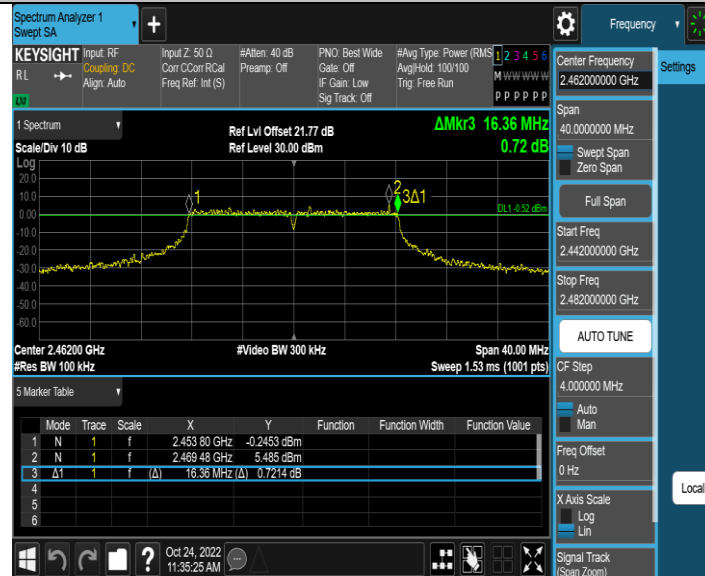 Spectrum Analyzer 1
Swept SA
+
Frequency
KEYSIGHT
RL
LXI
Input: RF
Coupling: DC
Align: Auto
Input Z: 50 Ω
Corr CCorr RCal
Freq Ref: Int (S)
#Atten: 40 dB
Preamp: Off
PNO: Best Wide
Gate: Off
IF Gain: Low
Sig Track: Off
#Avg Type: Power (RMS
Avg|Hold: 100/100
Trig: Free Run
1 2 3 4 5 6
M W W W W W
P P P P P P
1 Spectrum
Scale/Div 10 dB
Ref Lvl Offset 21.77 dB
Ref Level 30.00 dBm
ΔMkr3 16.36 MHz
0.72 dB
Log
20.0
10.0
0.00
-10.0
-20.0
-30.0
-40.0
-50.0
-60.0
1
2
3Δ1
DL1 -0.52 dBm
Center 2.46200 GHz
#Res BW 100 kHz
#Video BW 300 kHz
Span 40.00 MHz
Sweep 1.53 ms (1001 pts)
5 Marker Table
Mode Trace Scale X Y Function Function Width Function Value
1 N 1 f 2.453 80 GHz -0.2453 dBm
2 N 1 f 2.469 48 GHz 5.485 dBm
3 Δ1 1 f (Δ) 16.36 MHz (Δ) 0.7214 dB
4
5
6
?
Oct 24, 2022
11:35:25 AM
Center Frequency
2.462000000 GHz
Settings
Span
40.0000000 MHz
Swept Span
Zero Span
Full Span
Start Freq
2.442000000 GHz
Stop Freq
2.482000000 GHz
AUTO TUNE
CF Step
4.000000 MHz
Auto
Man
Freq Offset
0 Hz
Local
X Axis Scale
Log
Lin
Signal Track
(Span Zoom)